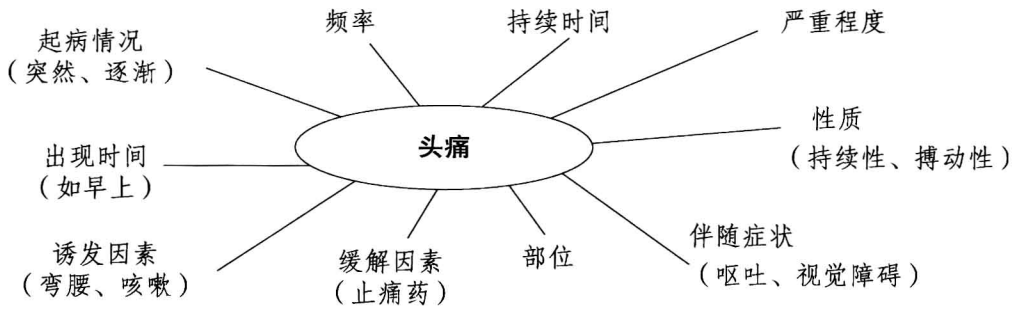 频率
持续时间
严重程度
起病情况
（突然、逐渐）
性质
（持续性、搏动性）
头痛
出现时间
（如早上）
伴随症状
（呕吐、视觉障碍）
诱发因素
（弯腰、咳嗽）
缓解因素
（止痛药）
部位